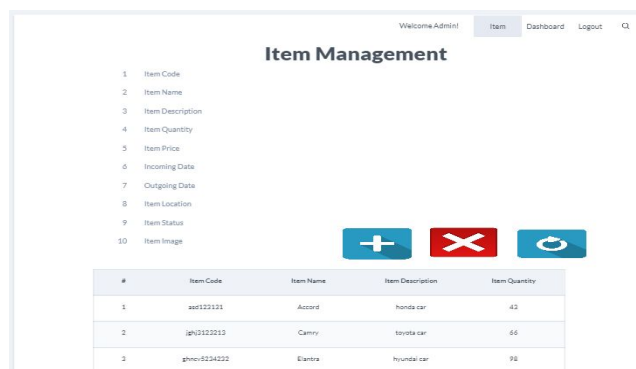 Welcome Admin! Item Dashboard Logout
Item Management
1 Item Code
2 Item Name
3 Item Description
4 Item Quantity
5 Item Price
6 Incoming Date
7 Outgoing Date
8 Item Location
9 Item Status
10 Item Image
# Item Code Item Name Item Description Item Quantity
1 asd123131 Accord honda car 42
2 jghj3123213 Camry toyota car 66
3 ghncv5234232 Elantra hyundai car 98